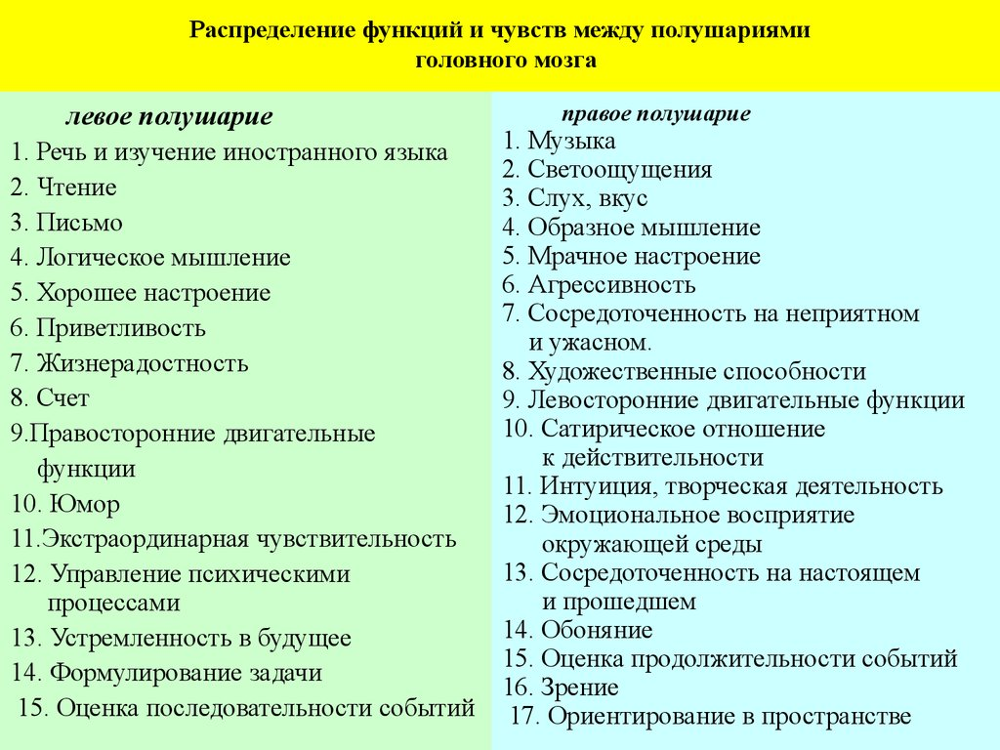 Распределение функций и чувств между полушариями
головного мозга
левое полушарие
1. Речь и изучение иностранного языка
2. Чтение
3. Письмо
4. Логическое мышление
5. Хорошее настроение
6. Приветливость
7. Жизнерадостность
8. Счет
9.Правосторонние двигательные
функции
10. Юмор
11.Экстраординарная чувствительность
12. Управление психическими
процессами
13. Устремленность в будущее
14. Формулирование задачи
15. Оценка последовательности событий
правое полушарие
1. Музыка
2. Светоощущения
3. Слух, вкус
4. Образное мышление
5. Мрачное настроение
6. Агрессивность
7. Сосредоточенность на неприятном
и ужасном.
8. Художественные способности
9. Левосторонние двигательные функции
10. Сатирическое отношение
к действительности
11. Интуиция, творческая деятельность
12. Эмоциональное восприятие
окружающей среды
13. Сосредоточенность на настоящем
и прошедшем
14. Обоняние
15. Оценка продолжительности событий
16. Зрение
17. Ориентирование в пространстве